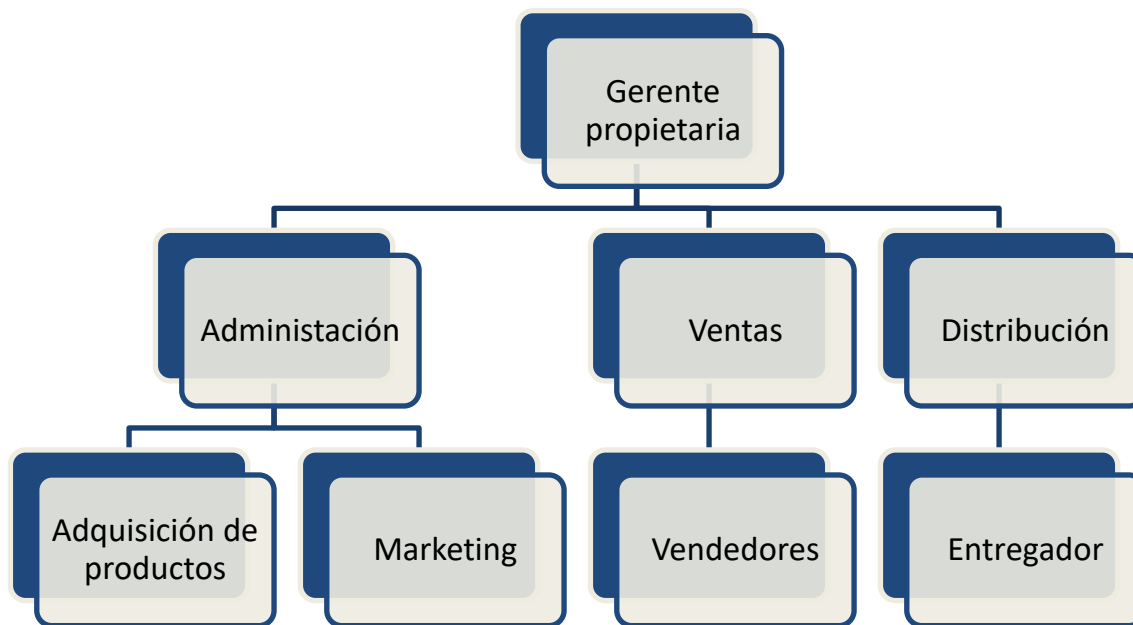 Gerente
propietaria
Administación
Ventas
Distribución
Adquisición de
productos
Marketing
Vendedores
Entregador